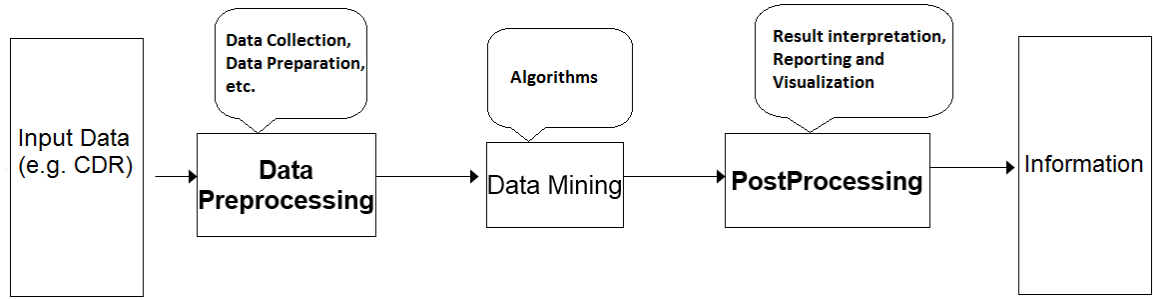 Data Collection,
Data Preparation,
etc.
Algorithms
Result interpretation,
Reporting and
Visualization
Input Data
(e.g. CDR)
Data
Preprocessing
Data Mining
PostProcessing
Information